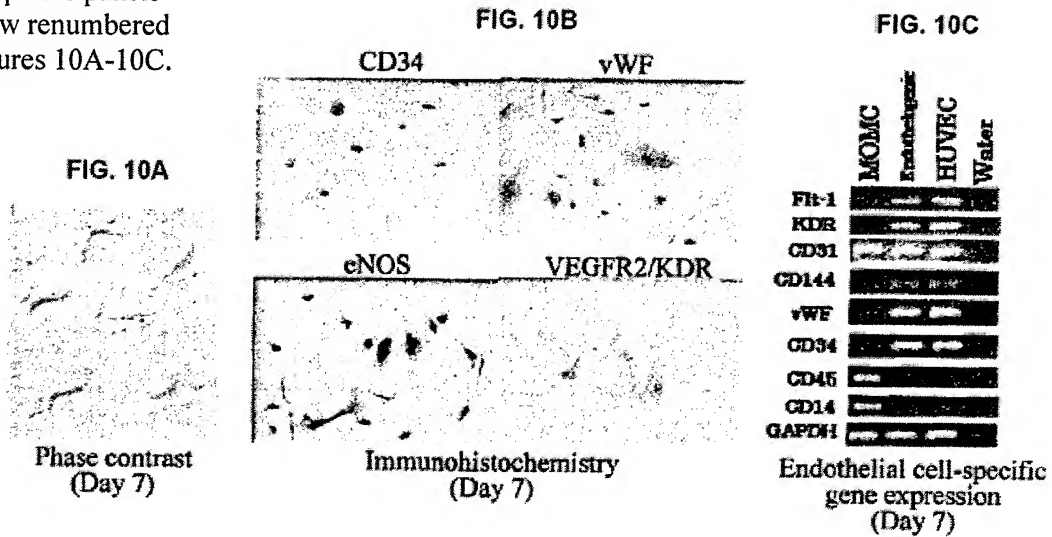 w renumbered
ures 10A-10C.
FIG. 10A
Phase contrast
(Day 7)
FIG. 10B
CD34 vWF
eNOS VEGFR2/KDR
Immunohistochemistry
(Day 7)
FIG. 10C
MOMC
Endothelogenic
HUVEC
Water
Flt-1
KDR
CD31
CD144
vWF
CD34
CD45
CD14
GAPDH
Endothelial cell-specific
gene expression
(Day 7)